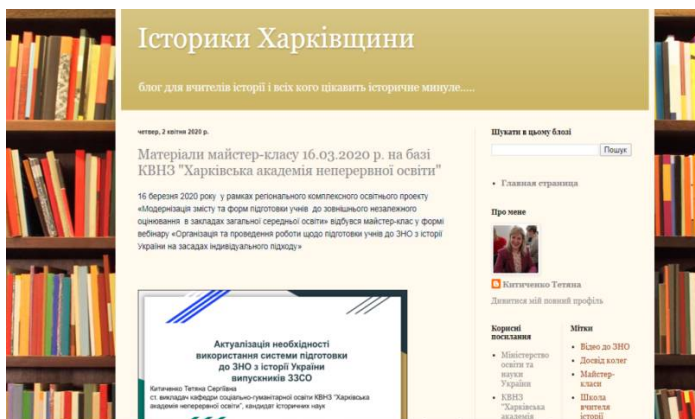 Історики Харківщини
блог для вчителів історії і всіх кого цікавить історичне минуле.....
четвер, 2 квітня 2020 р.
Матеріали майстер-класу 16.03.2020 р. на базі
КВНЗ "Харківська академія неперервної освіти"
16 березня 2020 року у рамках регіонального комплексного освітнього проекту
«Модернізація змісту та форм підготовки учнів до зовнішнього незалежного
оцінювання в закладах загальної середньої освіти» відбувся майстер-клас у формі
вебінару «Організація та проведення роботи щодо підготовки учнів до ЗНО з історії
України на засадах індивідуального підходу»
Актуалізація необхідності
використання системи підготовки
до ЗНО з історії України
випускників ЗЗСО
Китиченко Тетяна Сергіївна
ст. викладач кафедри соціально-гуманітарної освіти КВНЗ "Харківська
академія неперервної освіти", кандидат історичних наук
Шукати в цьому блозі
Пошук
Главная страница
Про мене
Китиченко Тетяна
Дивитися мій повний профіль
Корисні
посилання
Міністерство
освіти та
науки
України
КВНЗ
"Харківська
академія
Мітки
Відео до ЗНО
Досвід колег
Майстер-
класи
Школа
вчителя
історії